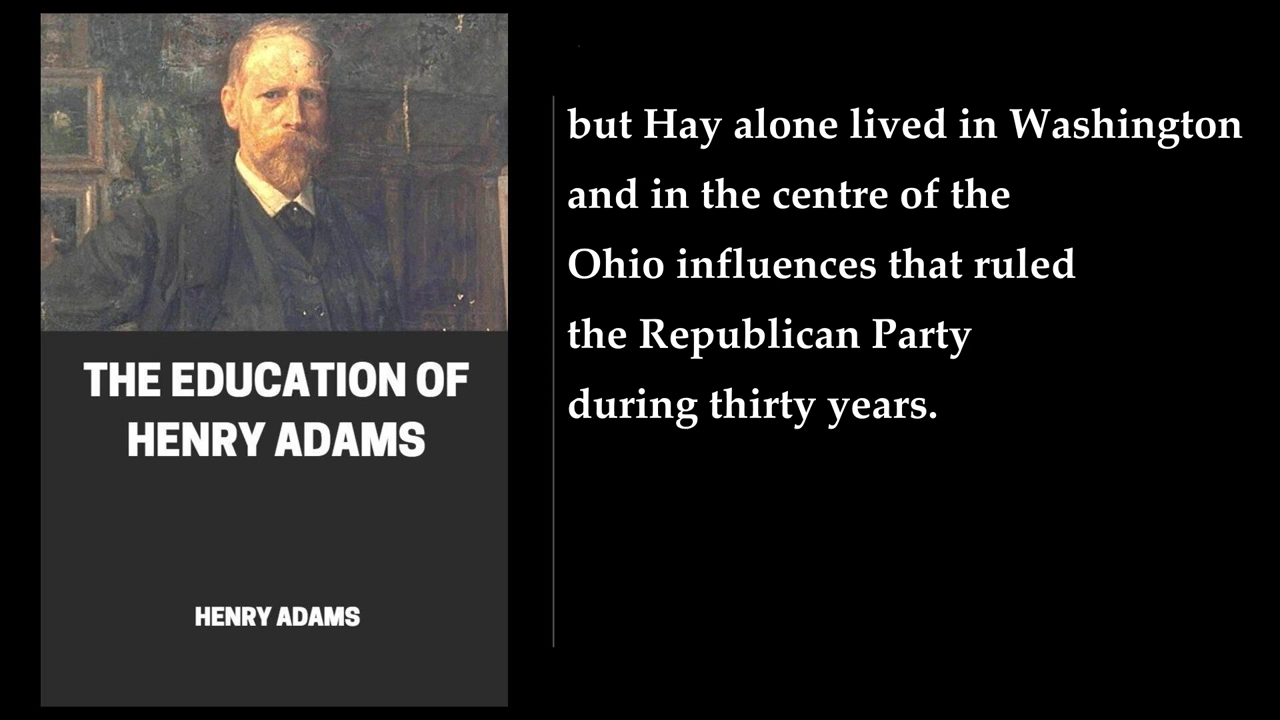 THE EDUCATION OF
HENRY ADAMS
HENRY ADAMS
but Hay alone lived in Washington
and in the centre of the
Ohio influences that ruled
the Republican Party
during thirty years.